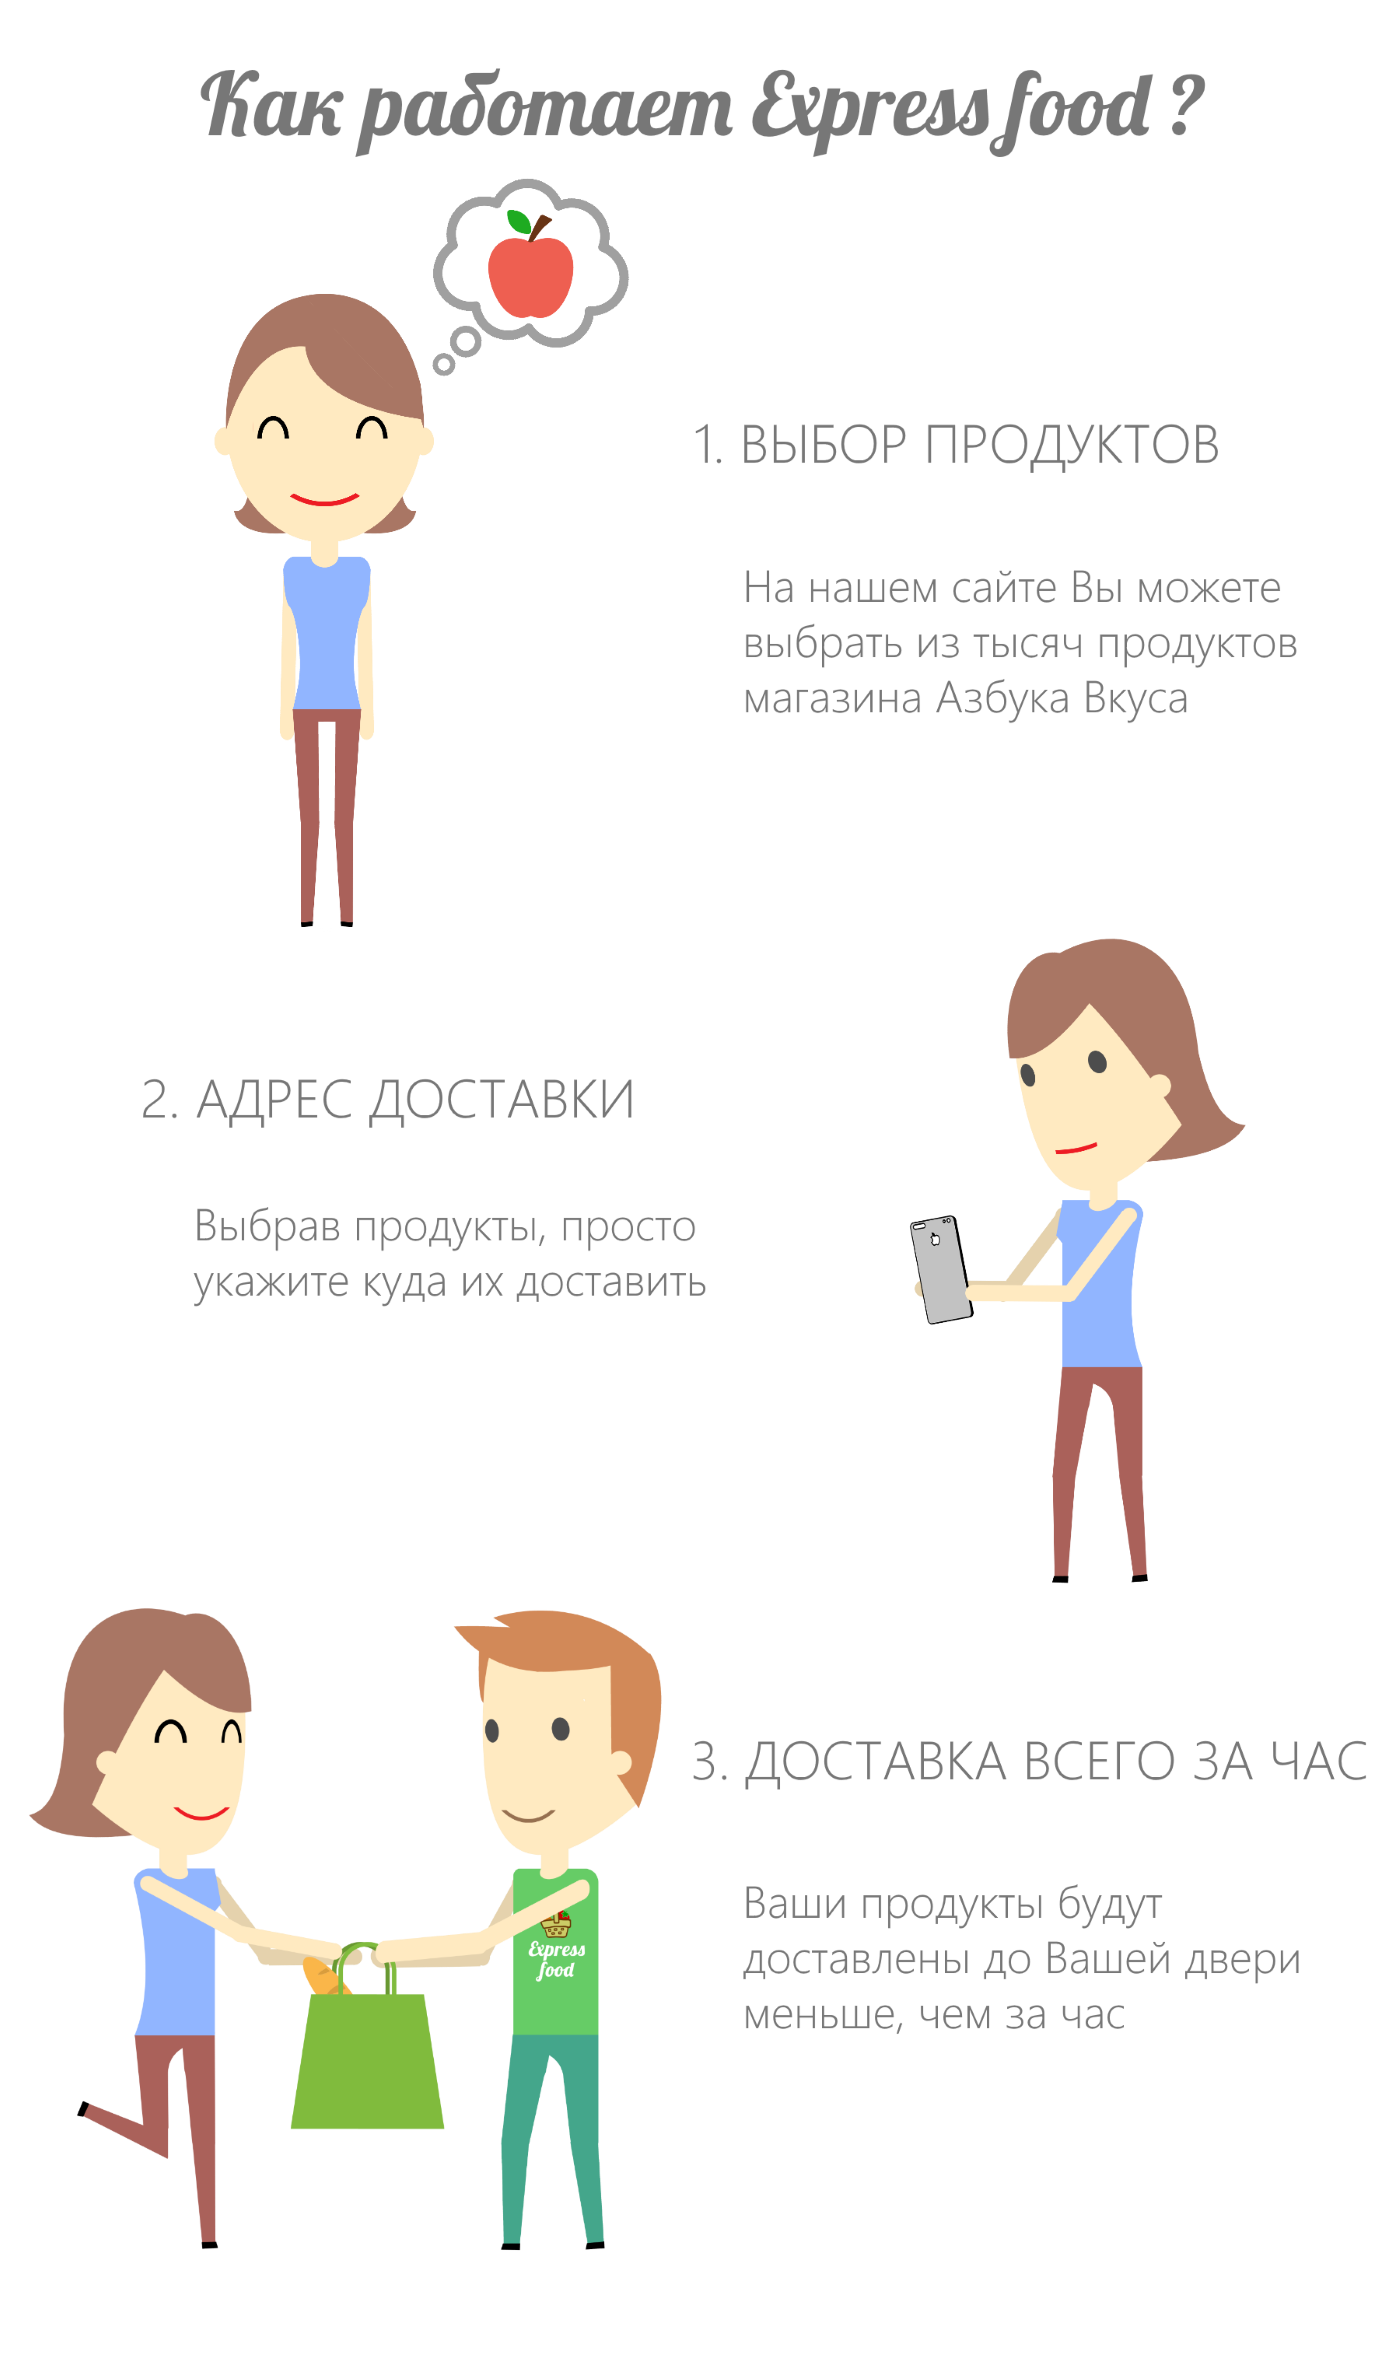 Как работает Express food ?
1. ВЫБОР ПРОДУКТОВ
На нашем сайте Вы можете
выбрать из тысяч продуктов
магазина Азбука Вкуса
2. АДРЕС ДОСТАВКИ
Выбрав продукты, просто
укажите куда их доставить
3. ДОСТАВКА ВСЕГО ЗА ЧАС
Ваши продукты будут
доставлены до Вашей двери
меньше, чем за час
Express
food